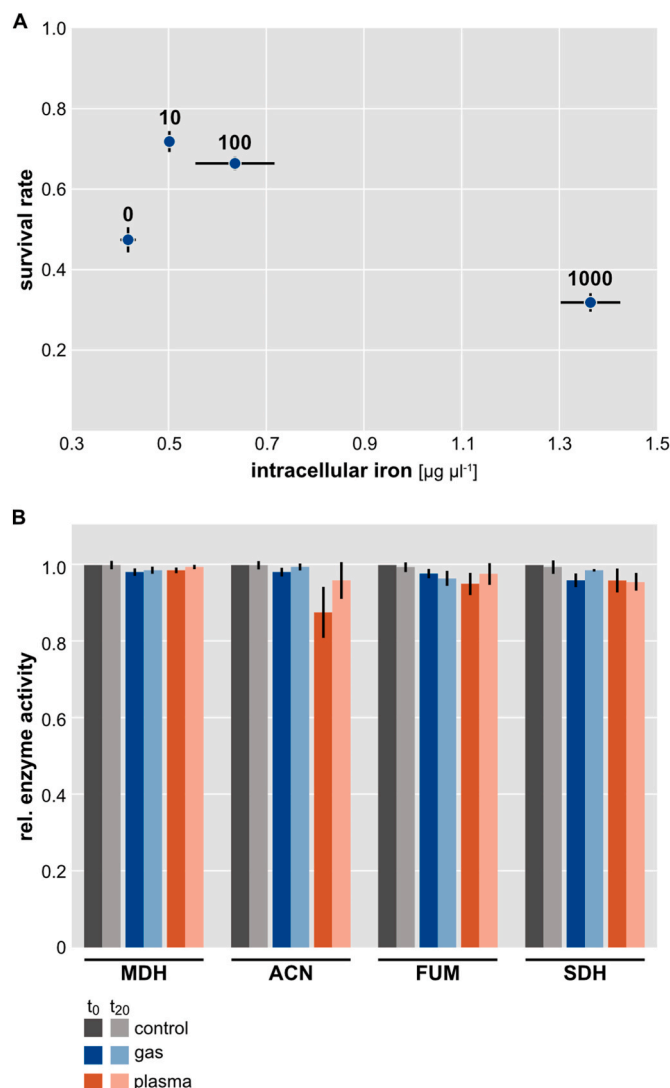 A
1.0
0.8
0.6
0.4
0.2
survival rate
0
10
100
1000
0.3 0.5 0.7 0.9 1.1 1.3 1.5
intracellular iron [µg µl⁻¹]
B
1.0
0.8
0.6
0.4
0.2
0
rel. enzyme activity
MDH ACN FUM SDH
t₀ t₂₀
control
gas
plasma